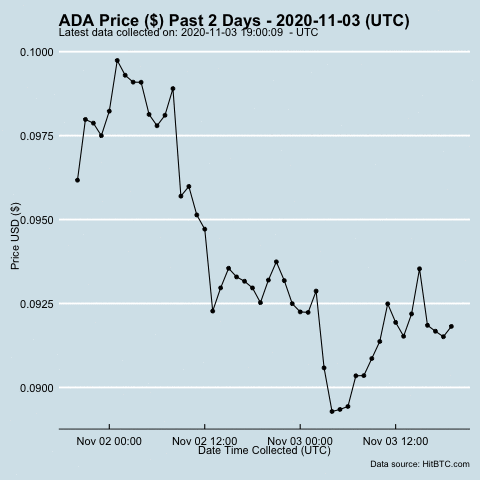 ADA Price ($) Past 2 Days - 2020-11-03 (UTC)
Latest data collected on: 2020-11-03 19:00:09 - UTC
0.1000
0.0975
0.0950
0.0925
0.0900
Price USD ($)
Nov 02 00:00 Nov 02 12:00 Nov 03 00:00 Nov 03 12:00
Date Time Collected (UTC)
Data source: HitBTC.com